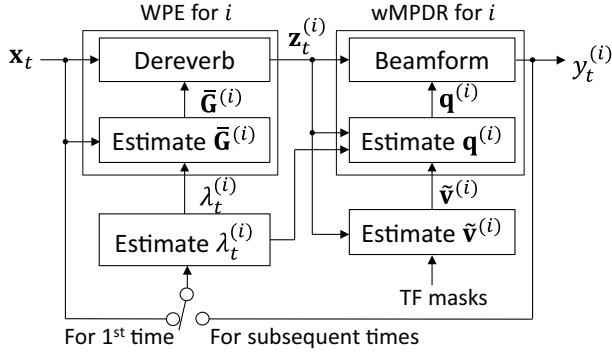 WPE for i
wMPDR for i
𝐱_t
Dereverb
𝐳_t^(i)
Beamform
y_t^(i)
𝐆̄^(i)
𝐪^(i)
Estimate 𝐆̄^(i)
Estimate 𝐪^(i)
λ_t^(i)
𝐯̃^(i)
Estimate λ_t^(i)
Estimate 𝐯̃^(i)
TF masks
For 1st time
For subsequent times